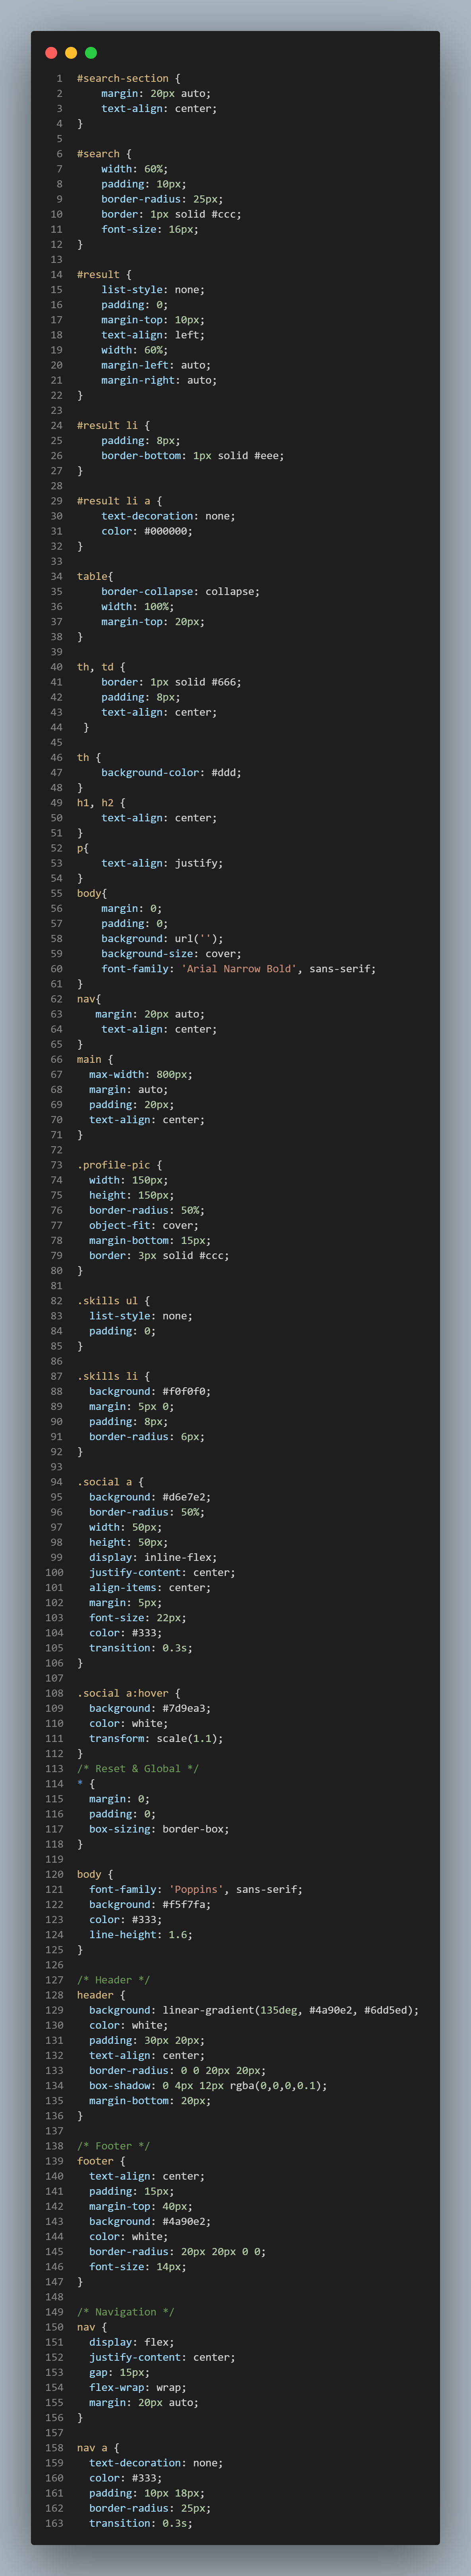 1 #search-section {
2     margin: 20px auto;
3     text-align: center;
4 }
5
6 #search {
7     width: 60%;
8     padding: 10px;
9     border-radius: 25px;
10     border: 1px solid #ccc;
11     font-size: 16px;
12 }
13
14 #result {
15     list-style: none;
16     padding: 0;
17     margin-top: 10px;
18     text-align: left;
19     width: 60%;
20     margin-left: auto;
21     margin-right: auto;
22 }
23
24 #result li {
25     padding: 8px;
26     border-bottom: 1px solid #eee;
27 }
28
29 #result li a {
30     text-decoration: none;
31     color: #000000;
32 }
33
34 table{
35     border-collapse: collapse;
36     width: 100%;
37     margin-top: 20px;
38 }
39
40 th, td {
41     border: 1px solid #666;
42     padding: 8px;
43     text-align: center;
44  }
45
46 th {
47     background-color: #ddd;
48 }
49 h1, h2 {
50     text-align: center;
51 }
52 p{
53     text-align: justify;
54 }
55 body{
56     margin: 0;
57     padding: 0;
58     background: url('');
59     background-size: cover;
60     font-family: 'Arial Narrow Bold', sans-serif;
61 }
62 nav{
63    margin: 20px auto;
64     text-align: center;
65 }
66 main {
67   max-width: 800px;
68   margin: auto;
69   padding: 20px;
70   text-align: center;
71 }
72
73 .profile-pic {
74   width: 150px;
75   height: 150px;
76   border-radius: 50%;
77   object-fit: cover;
78   margin-bottom: 15px;
79   border: 3px solid #ccc;
80 }
81
82 .skills ul {
83   list-style: none;
84   padding: 0;
85 }
86
87 .skills li {
88   background: #f0f0f0;
89   margin: 5px 0;
90   padding: 8px;
91   border-radius: 6px;
92 }
93
94 .social a {
95   background: #d6e7e2;
96   border-radius: 50%;
97   width: 50px;
98   height: 50px;
99   display: inline-flex;
100   justify-content: center;
101   align-items: center;
102   margin: 5px;
103   font-size: 22px;
104   color: #333;
105   transition: 0.3s;
106 }
107
108 .social a:hover {
109   background: #7d9ea3;
110   color: white;
111   transform: scale(1.1);
112 }
113 /* Reset & Global */
114 * {
115   margin: 0;
116   padding: 0;
117   box-sizing: border-box;
118 }
119
120 body {
121   font-family: 'Poppins', sans-serif;
122   background: #f5f7fa;
123   color: #333;
124   line-height: 1.6;
125 }
126
127 /* Header */
128 header {
129   background: linear-gradient(135deg, #4a90e2, #6dd5ed);
130   color: white;
131   padding: 30px 20px;
132   text-align: center;
133   border-radius: 0 0 20px 20px;
134   box-shadow: 0 4px 12px rgba(0,0,0,0.1);
135   margin-bottom: 20px;
136 }
137
138 /* Footer */
139 footer {
140   text-align: center;
141   padding: 15px;
142   margin-top: 40px;
143   background: #4a90e2;
144   color: white;
145   border-radius: 20px 20px 0 0;
146   font-size: 14px;
147 }
148
149 /* Navigation */
150 nav {
151   display: flex;
152   justify-content: center;
153   gap: 15px;
154   flex-wrap: wrap;
155   margin: 20px auto;
156 }
157
158 nav a {
159   text-decoration: none;
160   color: #333;
161   padding: 10px 18px;
162   border-radius: 25px;
163   transition: 0.3s;